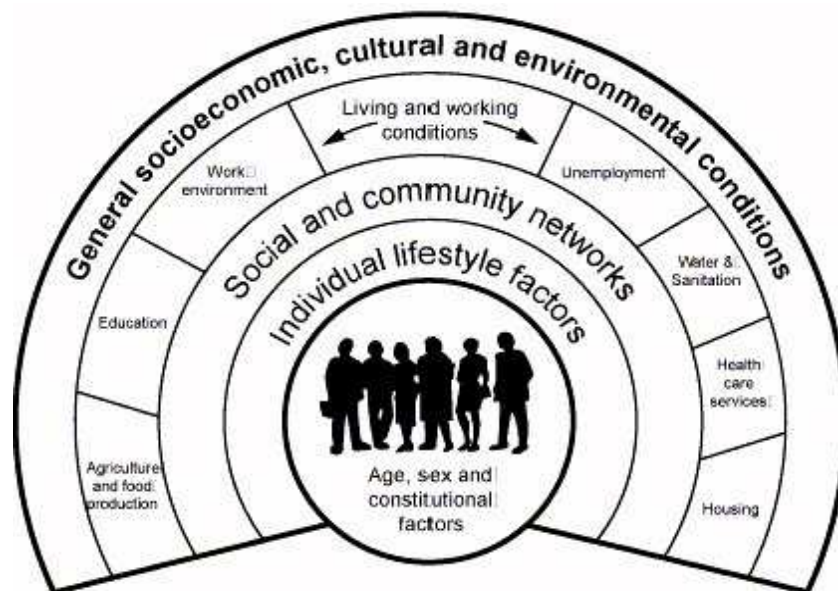 General socioeconomic, cultural and environmental conditions
Living and working
conditions
Work
environment
Unemployment
Social and community networks
Water &
Sanitation
Individual lifestyle factors
Education
Health
care
services
Agriculture
and food
production
Age, sex and
constitutional
factors
Housing